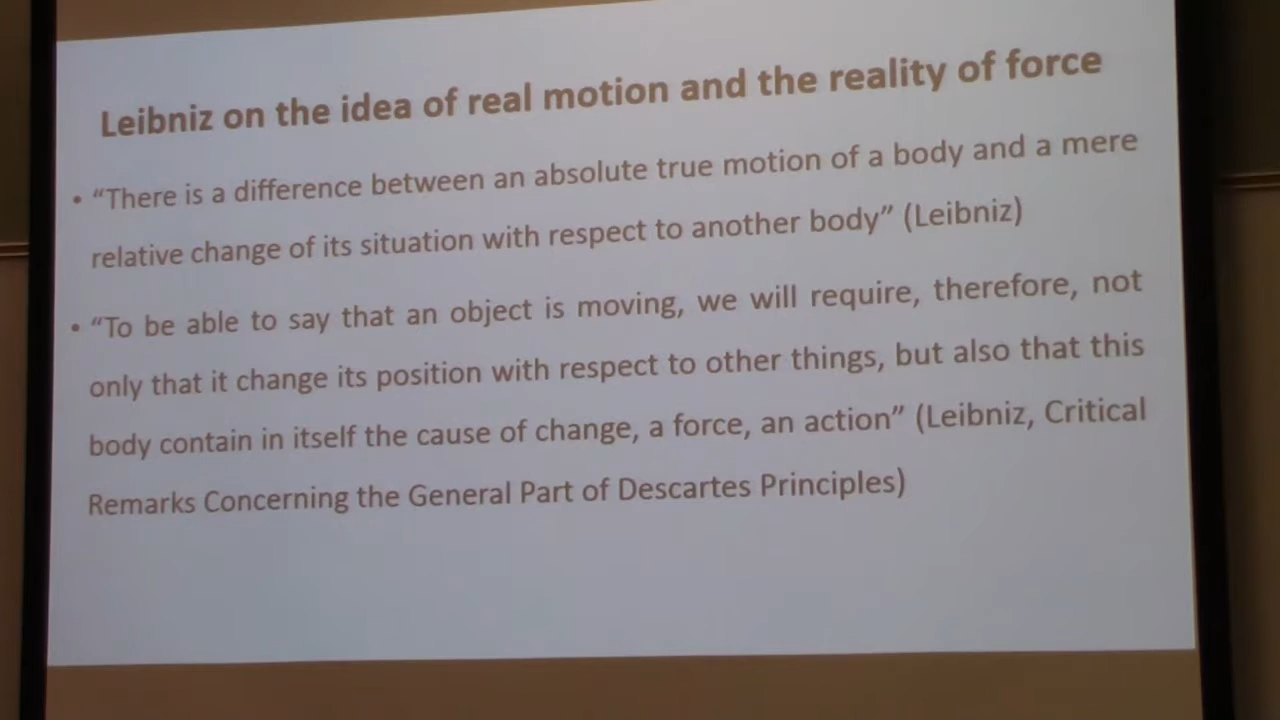 Leibniz on the idea of real motion and the reality of force
• “There is a difference between an absolute true motion of a body and a mere
relative change of its situation with respect to another body” (Leibniz)
• “To be able to say that an object is moving, we will require, therefore, not
only that it change its position with respect to other things, but also that this
body contain in itself the cause of change, a force, an action” (Leibniz, Critical
Remarks Concerning the General Part of Descartes Principles)